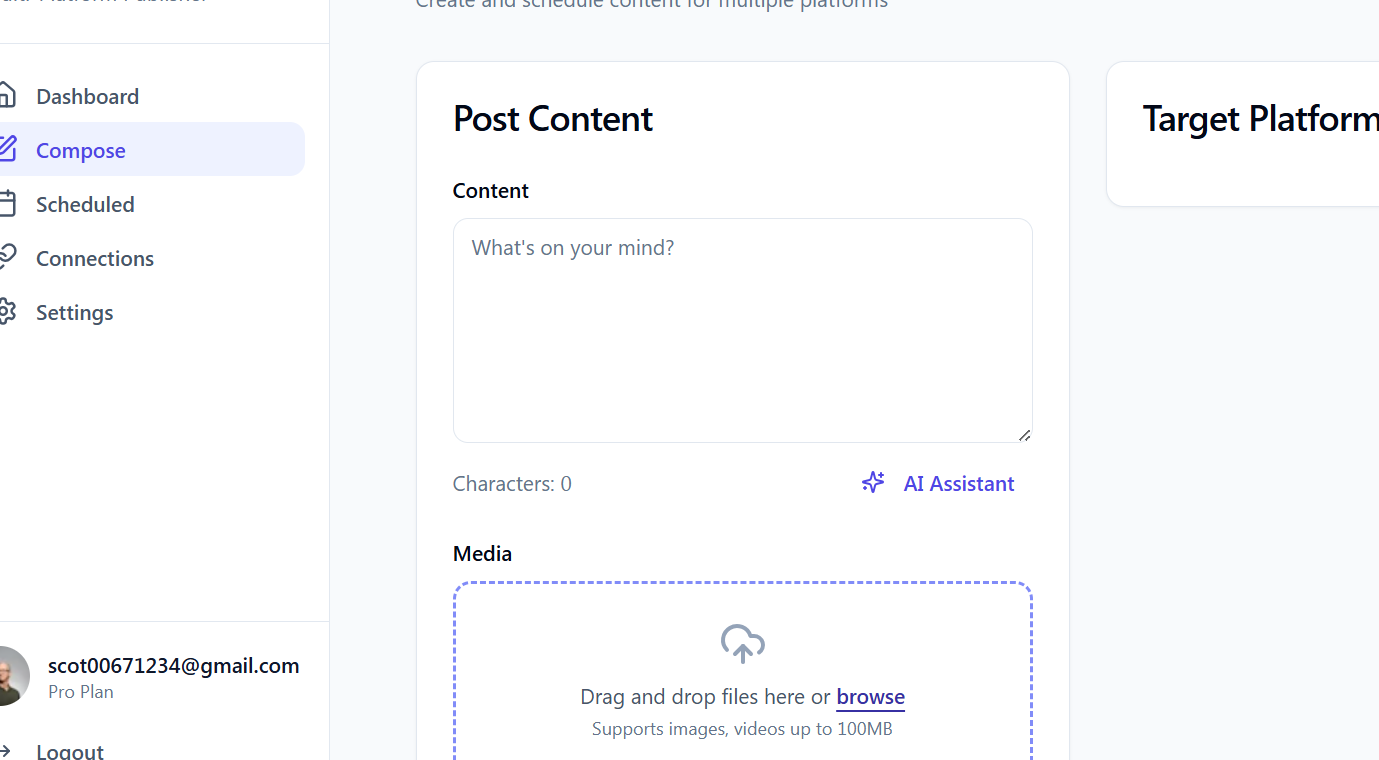 Create and schedule content for multiple platforms
Dashboard
Compose
Scheduled
Connections
Settings
scot00671234@gmail.com
Pro Plan
Logout
Post Content
Content
What's on your mind?
Characters: 0
AI Assistant
Media
Drag and drop files here or browse
Supports images, videos up to 100MB
Target Platform